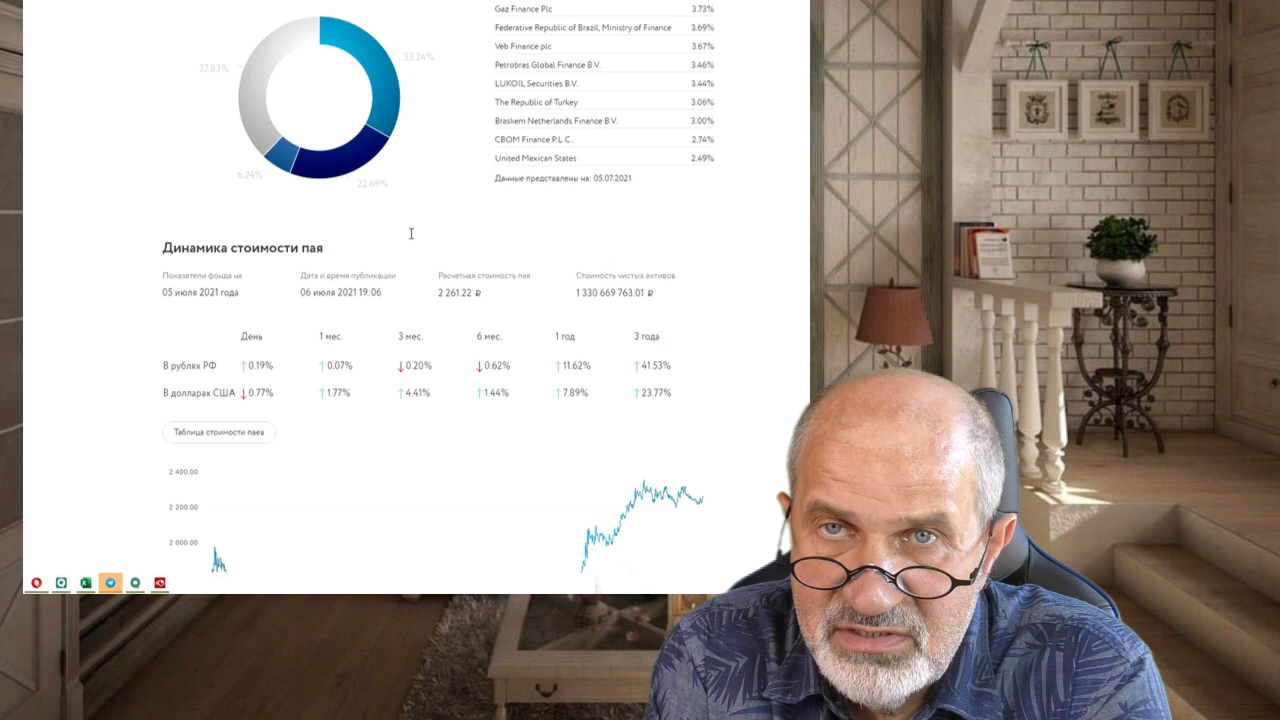 37.83%
33.24%
6.24%
22.69%
Gaz Finance Plc 3.73%
Federative Republic of Brazil, Ministry of Finance 3.69%
Veb Finance plc 3.67%
Petrobras Global Finance B.V. 3.46%
LUKOIL Securities B.V. 3.44%
The Republic of Turkey 3.06%
Braskem Netherlands Finance B.V. 3.00%
CBOM Finance P.L.C. 2.74%
United Mexican States 2.49%
Данные представлены на: 05.07.2021
Динамика стоимости пая
Показатели фонда на Дата и время публикации Расчетная стоимость пая Стоимость чистых активов
05 июля 2021 года 06 июля 2021 19:06 2 261.22 ₽ 1 330 669 763.01 ₽
День 1 мес. 3 мес. 6 мес. 1 год 3 года
В рублях РФ ↑ 0.19% ↑ 0.07% ↓ 0.20% ↓ 0.62% ↑ 11.62% ↑ 41.53%
В долларах США ↓ 0.77% ↑ 1.77% ↑ 4.41% ↑ 1.44% ↑ 7.89% ↑ 23.77%
Таблица стоимости паев
2 400.00
2 200.00
2 000.00